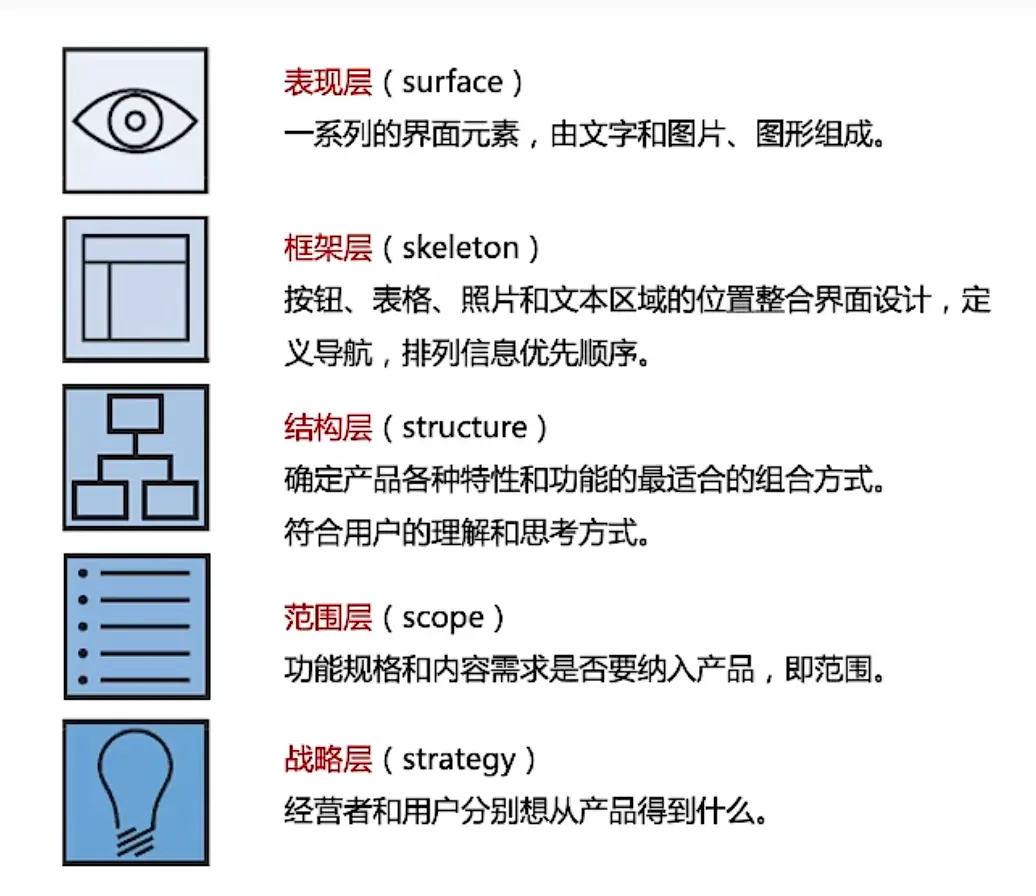 表现层（surface）
一系列的界面元素，由文字和图片、图形组成。
框架层（skeleton）
按钮、表格、照片和文本区域的位置整合界面设计，定
义导航，排列信息优先顺序。
结构层（structure）
确定产品各种特性和功能的最适合的组合方式。
符合用户的理解和思考方式。
范围层（scope）
功能规格和内容需求是否要纳入产品，即范围。
战略层（strategy）
经营者和用户分别想从产品得到什么。